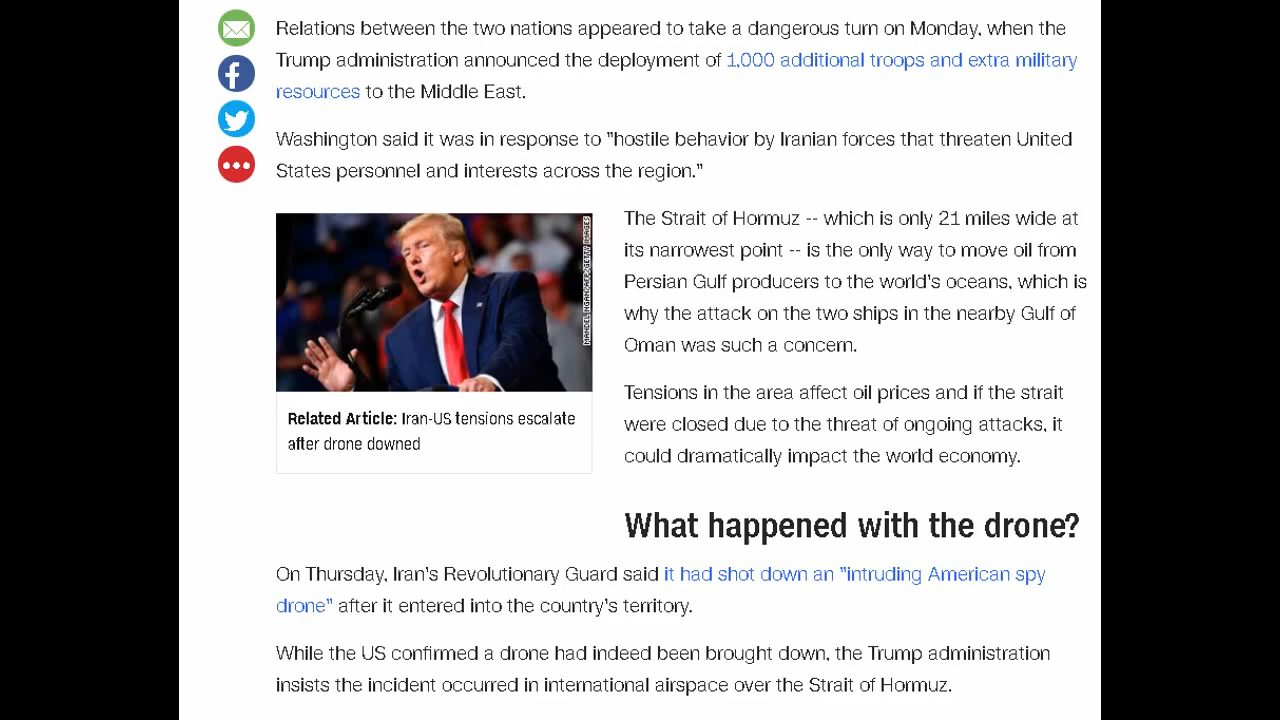 Relations between the two nations appeared to take a dangerous turn on Monday, when the
Trump administration announced the deployment of 1,000 additional troops and extra military
resources to the Middle East.
Washington said it was in response to "hostile behavior by Iranian forces that threaten United
States personnel and interests across the region."
MANDEL NGAN/AFP/GETTY IMAGES
Related Article: Iran-US tensions escalate
after drone downed
The Strait of Hormuz -- which is only 21 miles wide at
its narrowest point -- is the only way to move oil from
Persian Gulf producers to the world's oceans, which is
why the attack on the two ships in the nearby Gulf of
Oman was such a concern.
Tensions in the area affect oil prices and if the strait
were closed due to the threat of ongoing attacks, it
could dramatically impact the world economy.
What happened with the drone?
On Thursday, Iran's Revolutionary Guard said it had shot down an "intruding American spy
drone" after it entered into the country's territory.
While the US confirmed a drone had indeed been brought down, the Trump administration
insists the incident occurred in international airspace over the Strait of Hormuz.